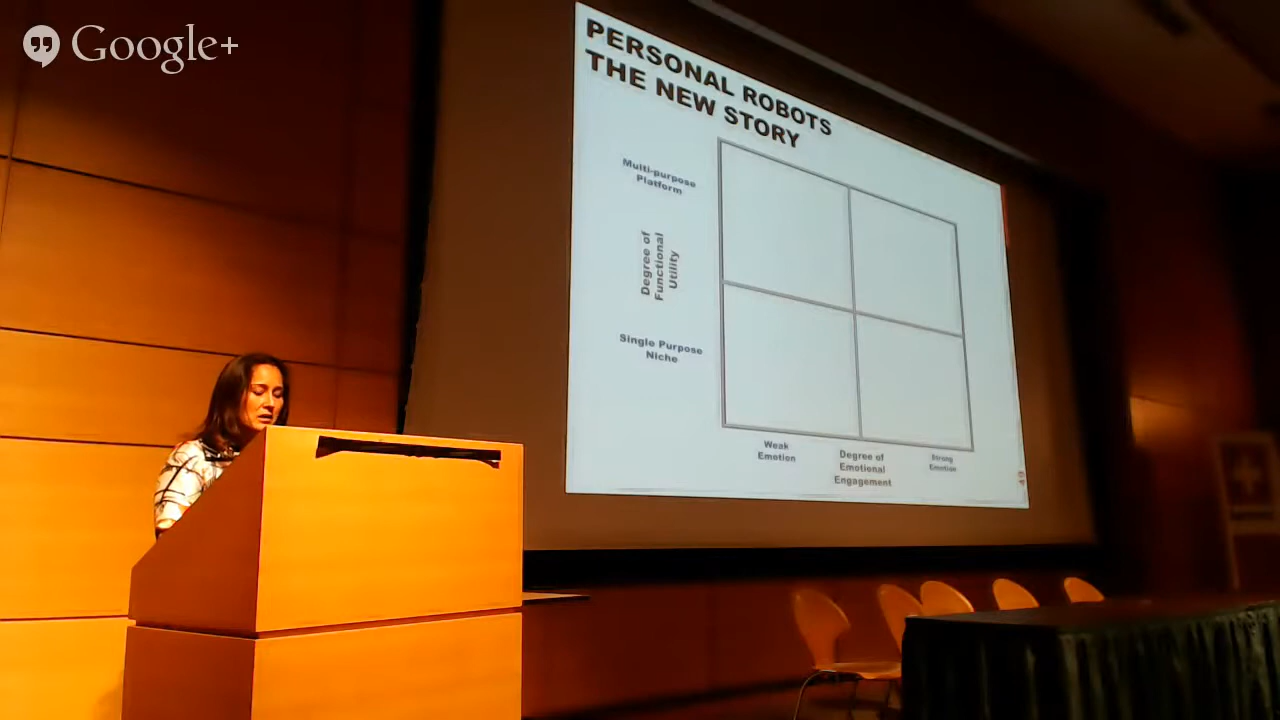 Google+
PERSONAL ROBOTS
THE NEW STORY
Multi-purpose
Platform
Degree of
Functional
Utility
Single Purpose
Niche
Weak
Emotion
Degree of
Emotional
Engagement
Strong
Emotion